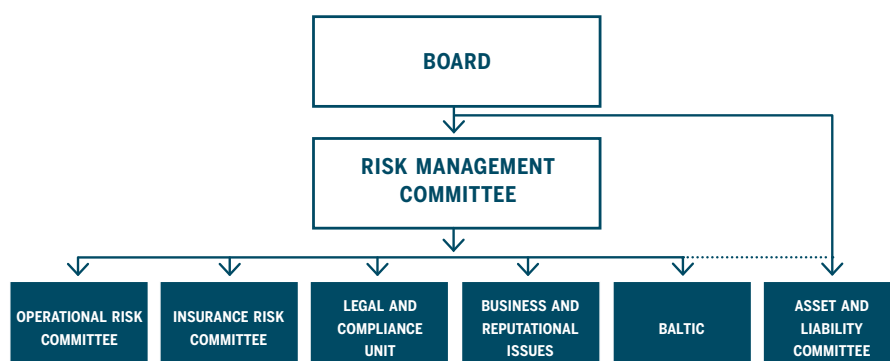 BOARD
RISK MANAGEMENT
COMMITTEE
OPERATIONAL RISK
COMMITTEE
INSURANCE RISK
COMMITTEE
LEGAL AND
COMPLIANCE
UNIT
BUSINESS AND
REPUTATIONAL
ISSUES
BALTIC
ASSET AND
LIABILITY
COMMITTEE